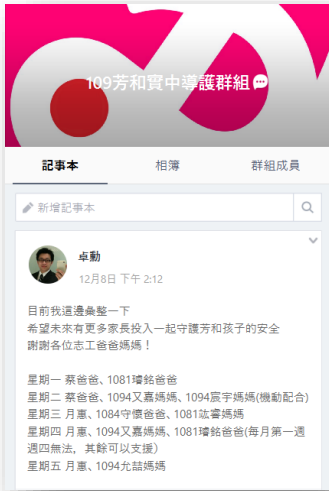 109芳和實中導護群組
記事本 相簿 群組成員
新增記事本
卓勳
12月8日 下午 2:12
目前我這邊彙整一下
希望未來有更多家長投入一起守護芳和孩子的安全
謝謝各位志工爸爸媽媽！
星期一 蔡爸爸、1081璿銘爸爸
星期二 蔡爸爸、1094又嘉媽媽、1094宸宇媽媽(機動配合)
星期三 月惠、1084守懷爸爸、1081竑睿媽媽
星期四 月惠、1094又嘉媽媽、1081璿銘爸爸(每月第一週
週四無法，其餘可以支援）
星期五 月惠、1094允喆媽媽